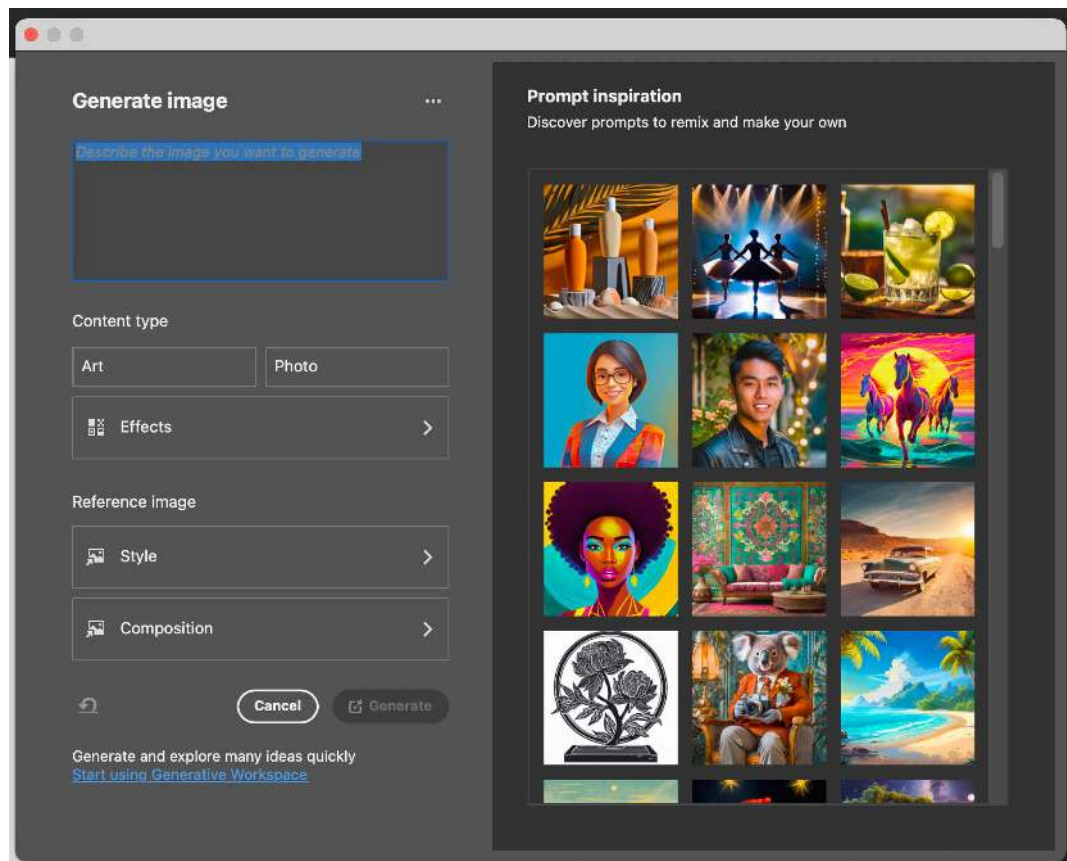 Generate image
Describe the image you want to generate
Content type
Art
Photo
Effects
Reference image
Style
Composition
Cancel
Generate
Generate and explore many ideas quickly
Start using Generative Workspace
Prompt inspiration
Discover prompts to remix and make your own